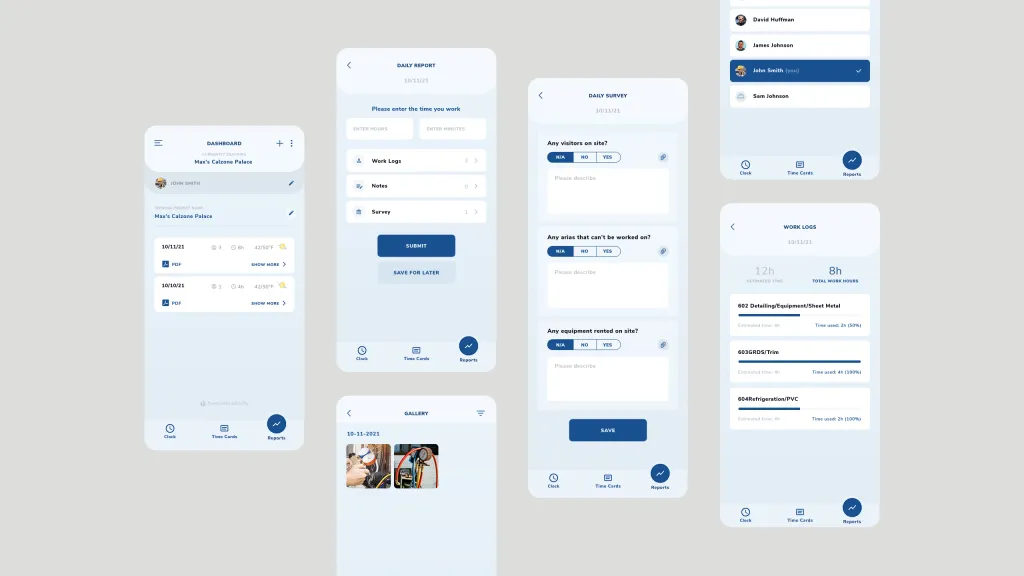 DASHBOARD
CURRENTLY TRACKING
Max's Calzone Palace
JOHN SMITH
Max's Calzone Palace
10/11/21
3
6h
42/50°F
PDF
SHOW MORE
10/10/21
2
4h
42/50°F
PDF
SHOW MORE
Clock
Time Cards
Reports
DAILY REPORT
10/11/21
Please enter the time you work
ENTER HOURS
ENTER MINUTES
Work Logs
3
Notes
0
Survey
1
SUBMIT
SAVE FOR LATER
Clock
Time Cards
Reports
GALLERY
10-11-2021
DAILY SURVEY
10/11/21
Any visitors on site?
N/A
NO
YES
Please describe
Any arias that can't be worked on?
N/A
NO
YES
Please describe
Any equipment rented on site?
N/A
NO
YES
Please describe
SAVE
Clock
Time Cards
Reports
David Huffman
James Johnson
John Smith (you)
Sam Johnson
Clock
Time Cards
Reports
WORK LOGS
10/11/21
12h
ESTIMATED TIME
8h
TOTAL WORK HOURS
602 Detailing/Equipment/Sheet Metal
Estimated time: 4h
Time used: 2h (50%)
603GRDS/Trim
Estimated time: 4h
Time used: 4h (100%)
604Refrigeration/PVC
Estimated time: 4h
Time used: 2h (100%)
Clock
Time Cards
Reports